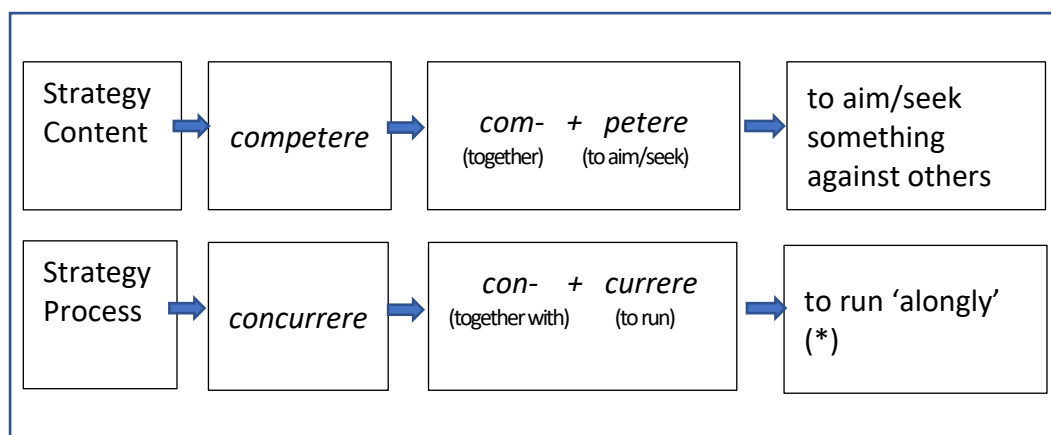 Strategy
Content
competere
com- + petere
(together) (to aim/seek)
to aim/seek
something
against others
Strategy
Process
concurrere
con- + currere
(together with) (to run)
to run ‘alongly’
(*)